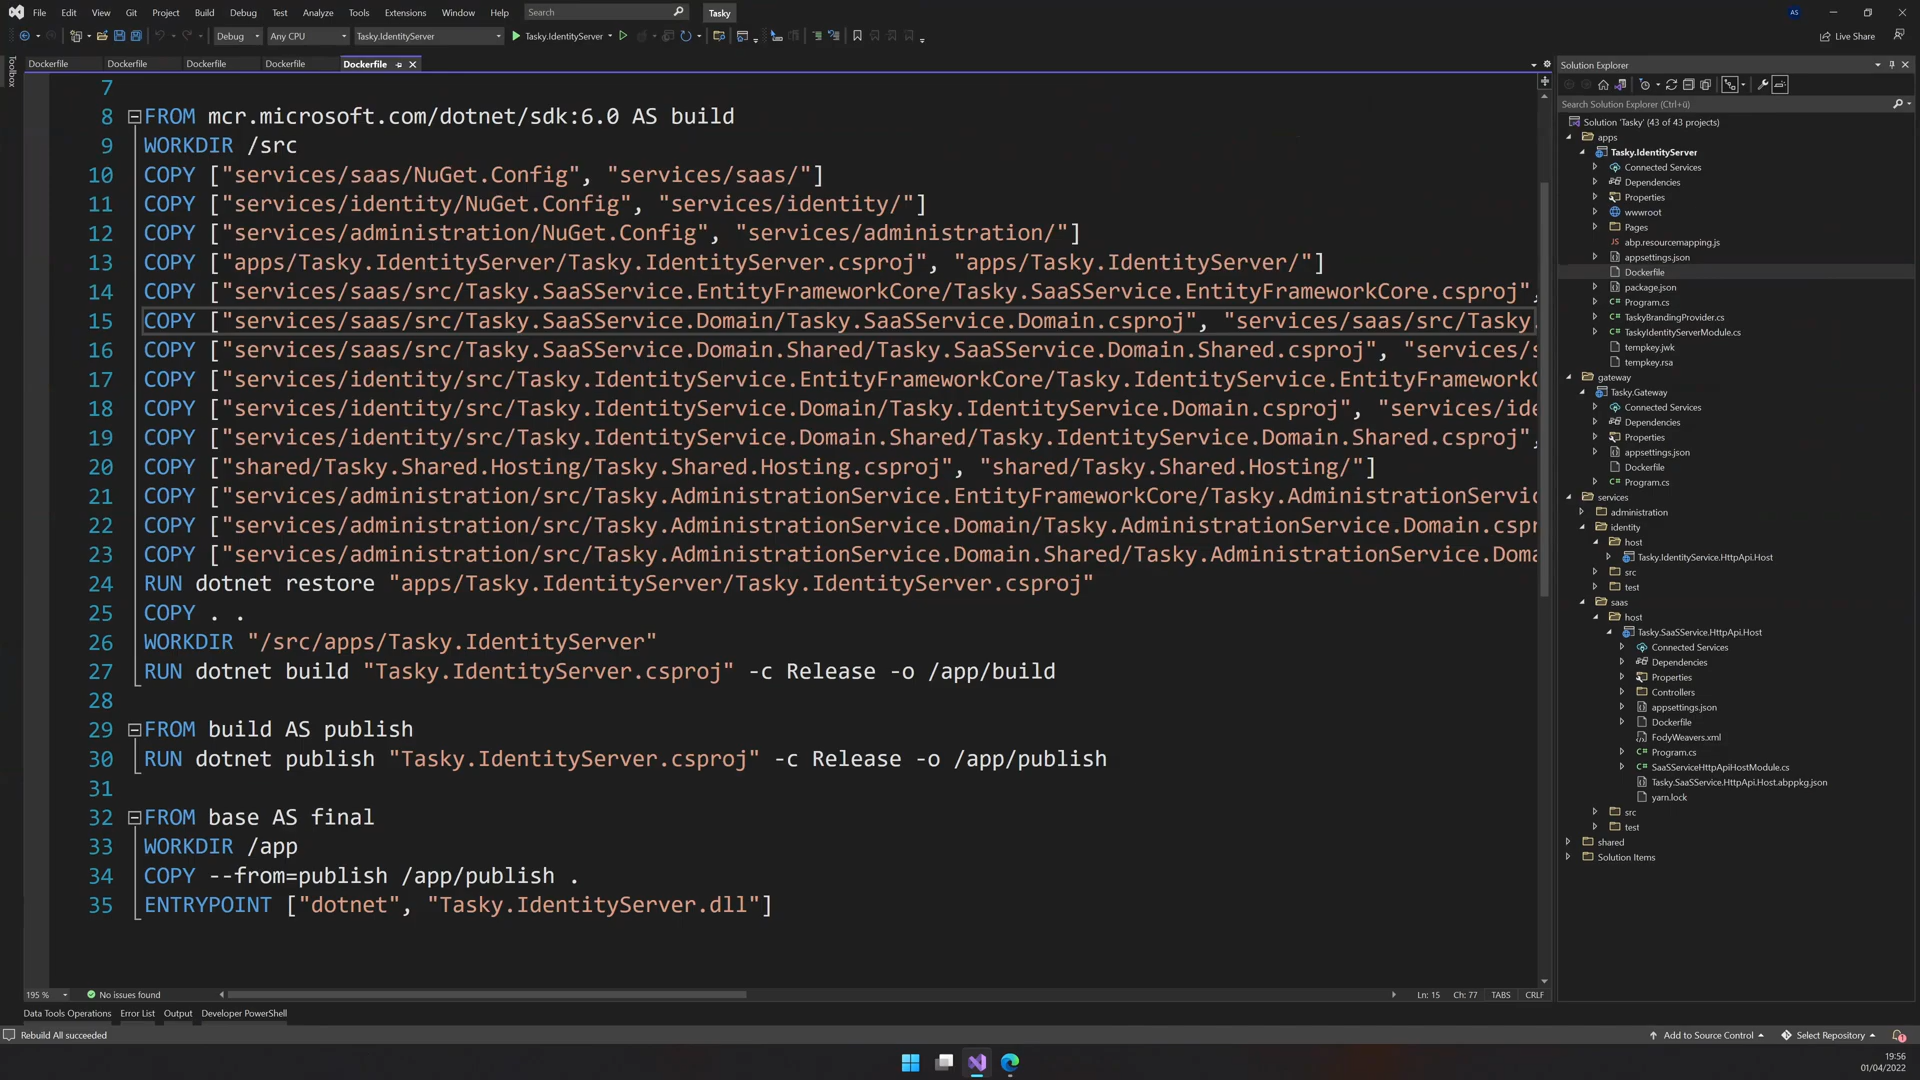 File Edit View Git Project Build Debug Test Analyze Tools Extensions Window Help Search Tasky AS
Debug Any CPU Tasky.IdentityServer Tasky.IdentityServer Live Share
Toolbox
Dockerfile Dockerfile Dockerfile Dockerfile Dockerfile
7
8 FROM mcr.microsoft.com/dotnet/sdk:6.0 AS build
9 WORKDIR /src
10 COPY ["services/saas/NuGet.Config", "services/saas/"]
11 COPY ["services/identity/NuGet.Config", "services/identity/"]
12 COPY ["services/administration/NuGet.Config", "services/administration/"]
13 COPY ["apps/Tasky.IdentityServer/Tasky.IdentityServer.csproj", "apps/Tasky.IdentityServer/"]
14 COPY ["services/saas/src/Tasky.SaaSService.EntityFrameworkCore/Tasky.SaaSService.EntityFrameworkCore.csproj",
15 COPY ["services/saas/src/Tasky.SaaSService.Domain/Tasky.SaaSService.Domain.csproj", "services/saas/src/Tasky.
16 COPY ["services/saas/src/Tasky.SaaSService.Domain.Shared/Tasky.SaaSService.Domain.Shared.csproj", "services/s
17 COPY ["services/identity/src/Tasky.IdentityService.EntityFrameworkCore/Tasky.IdentityService.EntityFrameworkC
18 COPY ["services/identity/src/Tasky.IdentityService.Domain/Tasky.IdentityService.Domain.csproj", "services/ide
19 COPY ["services/identity/src/Tasky.IdentityService.Domain.Shared/Tasky.IdentityService.Domain.Shared.csproj",
20 COPY ["shared/Tasky.Shared.Hosting/Tasky.Shared.Hosting.csproj", "shared/Tasky.Shared.Hosting/"]
21 COPY ["services/administration/src/Tasky.AdministrationService.EntityFrameworkCore/Tasky.AdministrationServic
22 COPY ["services/administration/src/Tasky.AdministrationService.Domain/Tasky.AdministrationService.Domain.cspr
23 COPY ["services/administration/src/Tasky.AdministrationService.Domain.Shared/Tasky.AdministrationService.Doma
24 RUN dotnet restore "apps/Tasky.IdentityServer/Tasky.IdentityServer.csproj"
25 COPY . .
26 WORKDIR "/src/apps/Tasky.IdentityServer"
27 RUN dotnet build "Tasky.IdentityServer.csproj" -c Release -o /app/build
28
29 FROM build AS publish
30 RUN dotnet publish "Tasky.IdentityServer.csproj" -c Release -o /app/publish
31
32 FROM base AS final
33 WORKDIR /app
34 COPY --from=publish /app/publish .
35 ENTRYPOINT ["dotnet", "Tasky.IdentityServer.dll"]
195 % No issues found Ln: 15 Ch: 77 TABS CRLF
Data Tools Operations Error List Output Developer PowerShell
Rebuild All succeeded Add to Source Control Select Repository 1
Solution Explorer
Search Solution Explorer (Ctrl+ü)
Solution 'Tasky' (43 of 43 projects)
apps
Tasky.IdentityServer
Connected Services
Dependencies
Properties
wwwroot
Pages
abp.resourcemapping.js
appsettings.json
Dockerfile
package.json
Program.cs
TaskyBrandingProvider.cs
TaskyIdentityServerModule.cs
tempkey.jwk
tempkey.rsa
gateway
Tasky.Gateway
Connected Services
Dependencies
Properties
appsettings.json
Dockerfile
Program.cs
services
administration
identity
host
Tasky.IdentityService.HttpApi.Host
src
test
saas
host
Tasky.SaaSService.HttpApi.Host
Connected Services
Dependencies
Properties
Controllers
appsettings.json
Dockerfile
FodyWeavers.xml
Program.cs
SaaSServiceHttpApiHostModule.cs
Tasky.SaaSService.HttpApi.Host.abppkg.json
yarn.lock
src
test
shared
Solution Items
19:56
01/04/2022